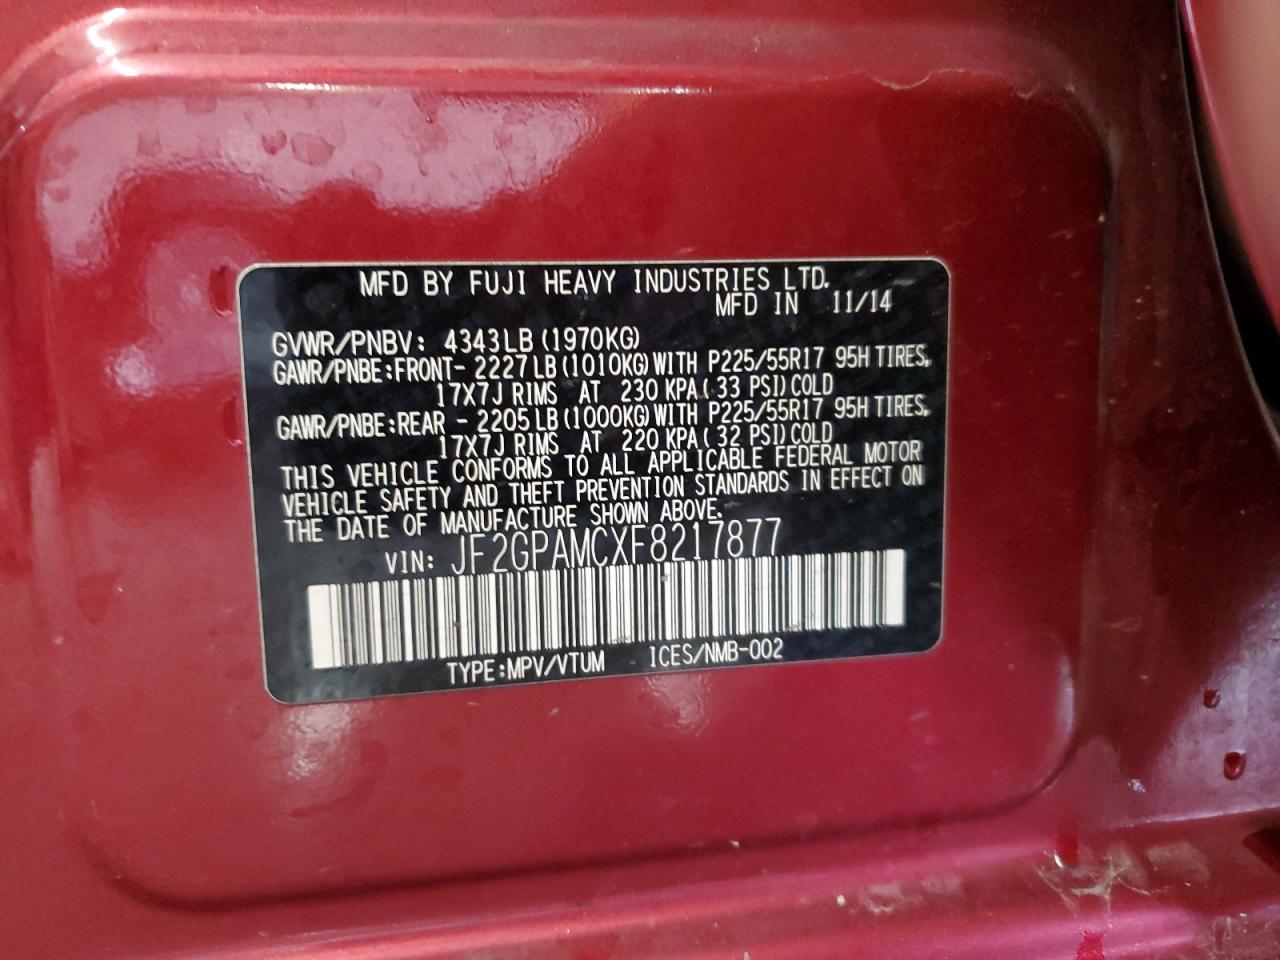 MFD BY FUJI HEAVY INDUSTRIES LTD.
MFD IN 11/14
GVWR/PNBV: 4343LB(1970KG)
GAWR/PNBE:FRONT- 2227LB(1010KG)WITH P225/55R17 95H TIRES,
17X7J RIMS AT 230 KPA( 33 PSI)COLD
GAWR/PNBE:REAR - 2205LB(1000KG)WITH P225/55R17 95H TIRES,
17X7J RIMS AT 220 KPA( 32 PSI)COLD
THIS VEHICLE CONFORMS TO ALL APPLICABLE FEDERAL MOTOR
VEHICLE SAFETY AND THEFT PREVENTION STANDARDS IN EFFECT ON
THE DATE OF MANUFACTURE SHOWN ABOVE.
VIN: JF2GPAMCXF8217877
TYPE:MPV/VTUM ICES/NMB-002